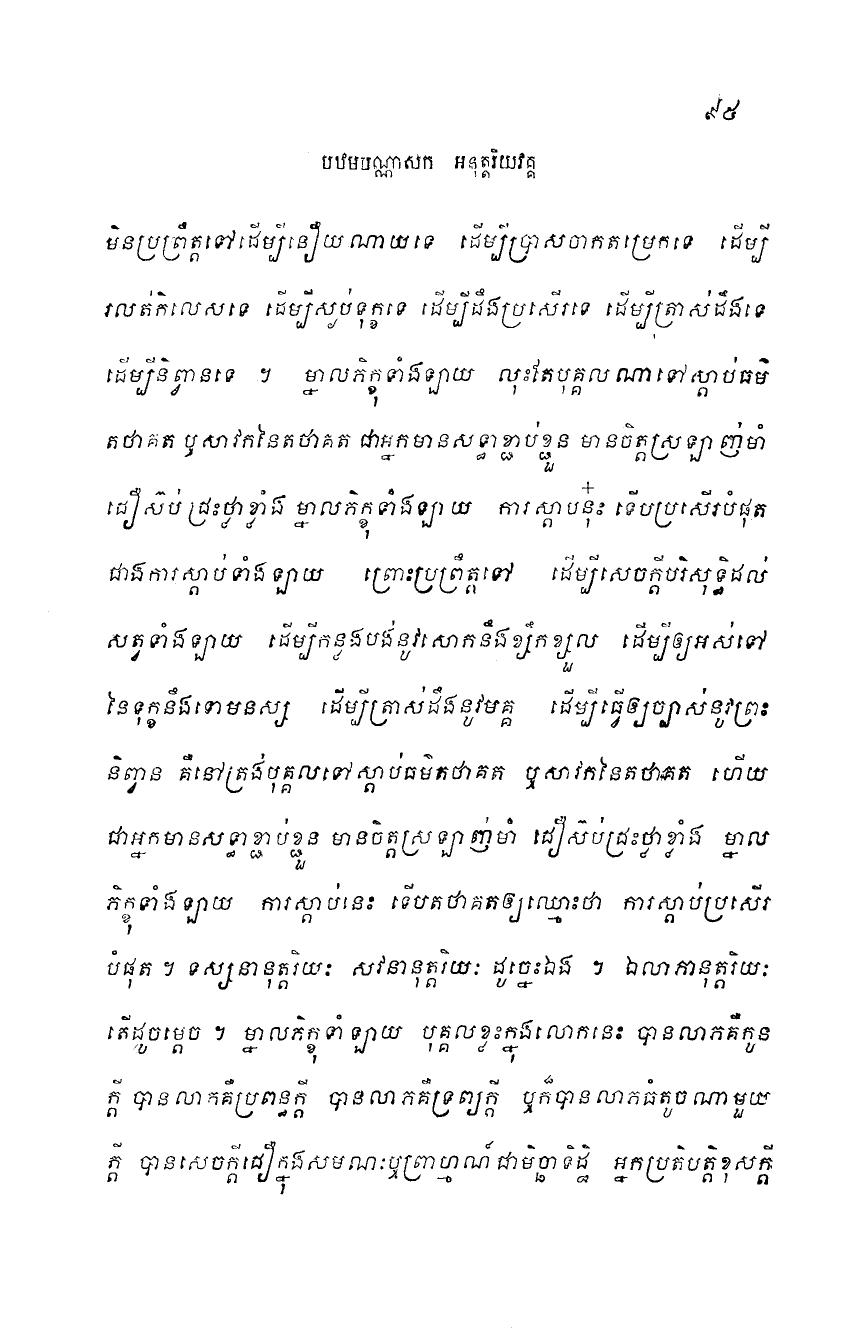 ៩៥
បឋមបណ្ណាសក អនុត្តរិយវគ្គ
មិនប្រព្រឹត្តទៅដើម្បីនឿយណាយទេ ដើម្បីប្រាសចាកតម្រេកទេ ដើម្បី
រលត់កិលេសទេ ដើម្បីស្ងប់ទុក្ខទេ ដើម្បីដឹងប្រសើរទេ ដើម្បីត្រាស់ដឹងទេ
ដើម្បីនិព្វានទេ ។ ម្នាលភិក្ខុទាំងឡាយ លុះតែបុគ្គលណាទៅស្តាប់ធម៌
តថាគត ឬសាវកនៃតថាគត ជាអ្នកមានសទ្ធាខ្ជាប់ខ្ជួន មានចិត្តស្រឡាញ់មាំ
ជឿស៊ប់ ជ្រះថ្លាខ្លាំង ម្នាលភិក្ខុទាំងឡាយ ការស្តាប់នុ៎ះ ទើបប្រសើរបំផុត
ជាងការស្តាប់ទាំងឡាយ ព្រោះប្រព្រឹត្តទៅ ដើម្បីសេចក្តីបរិសុទ្ធិដល់
សត្វទាំងឡាយ ដើម្បីកន្លងបង់នូវសោកនឹងខ្សឹកខ្សួល ដើម្បីឲ្យអស់ទៅ
នៃទុក្ខនឹងទោមនស្ស ដើម្បីត្រាស់ដឹងនូវមគ្គ ដើម្បីធ្វើឲ្យច្បាស់នូវព្រះ
និព្វាន គឺនៅត្រង់បុគ្គលទៅស្តាប់ធម៌តថាគត ឬសាវកនៃតថាគត ហើយ
ជាអ្នកមានសទ្ធាខ្ជាប់ខ្ជួន មានចិត្តស្រឡាញ់មាំ ជឿស៊ប់ជ្រះថ្លាខ្លាំង ម្នាល
ភិក្ខុទាំងឡាយ ការស្តាប់នេះ ទើបតថាគតឲ្យឈ្មោះថា ការស្តាប់ប្រសើរ
បំផុត ។ ទស្សនានុត្តរិយៈ សវនានុត្តរិយៈ ដូច្នេះឯង ។ ឯលាភានុត្តរិយៈ
តើដូចម្តេច ។ ម្នាលភិក្ខុទាំ ឡាយ បុគ្គលខ្លះក្នុងលោកនេះ បានលាភគឺកូន
ក្តី បានលាភគឺប្រពន្ធក្តី បានលាភគឺទ្រព្យក្តី ឬក៏បានលាភធំតូចណាមួយ
ក្តី បានសេចក្តីជឿក្នុងសមណៈឬព្រាហ្មណ៍ជាមិច្ឆាទិដ្ឋិ អ្នកប្រតិបត្តិខុសក្តី